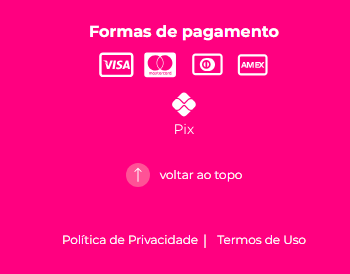 Formas de pagamento
VISA mastercard AMEX
Pix
voltar ao topo
Política de Privacidade | Termos de Uso